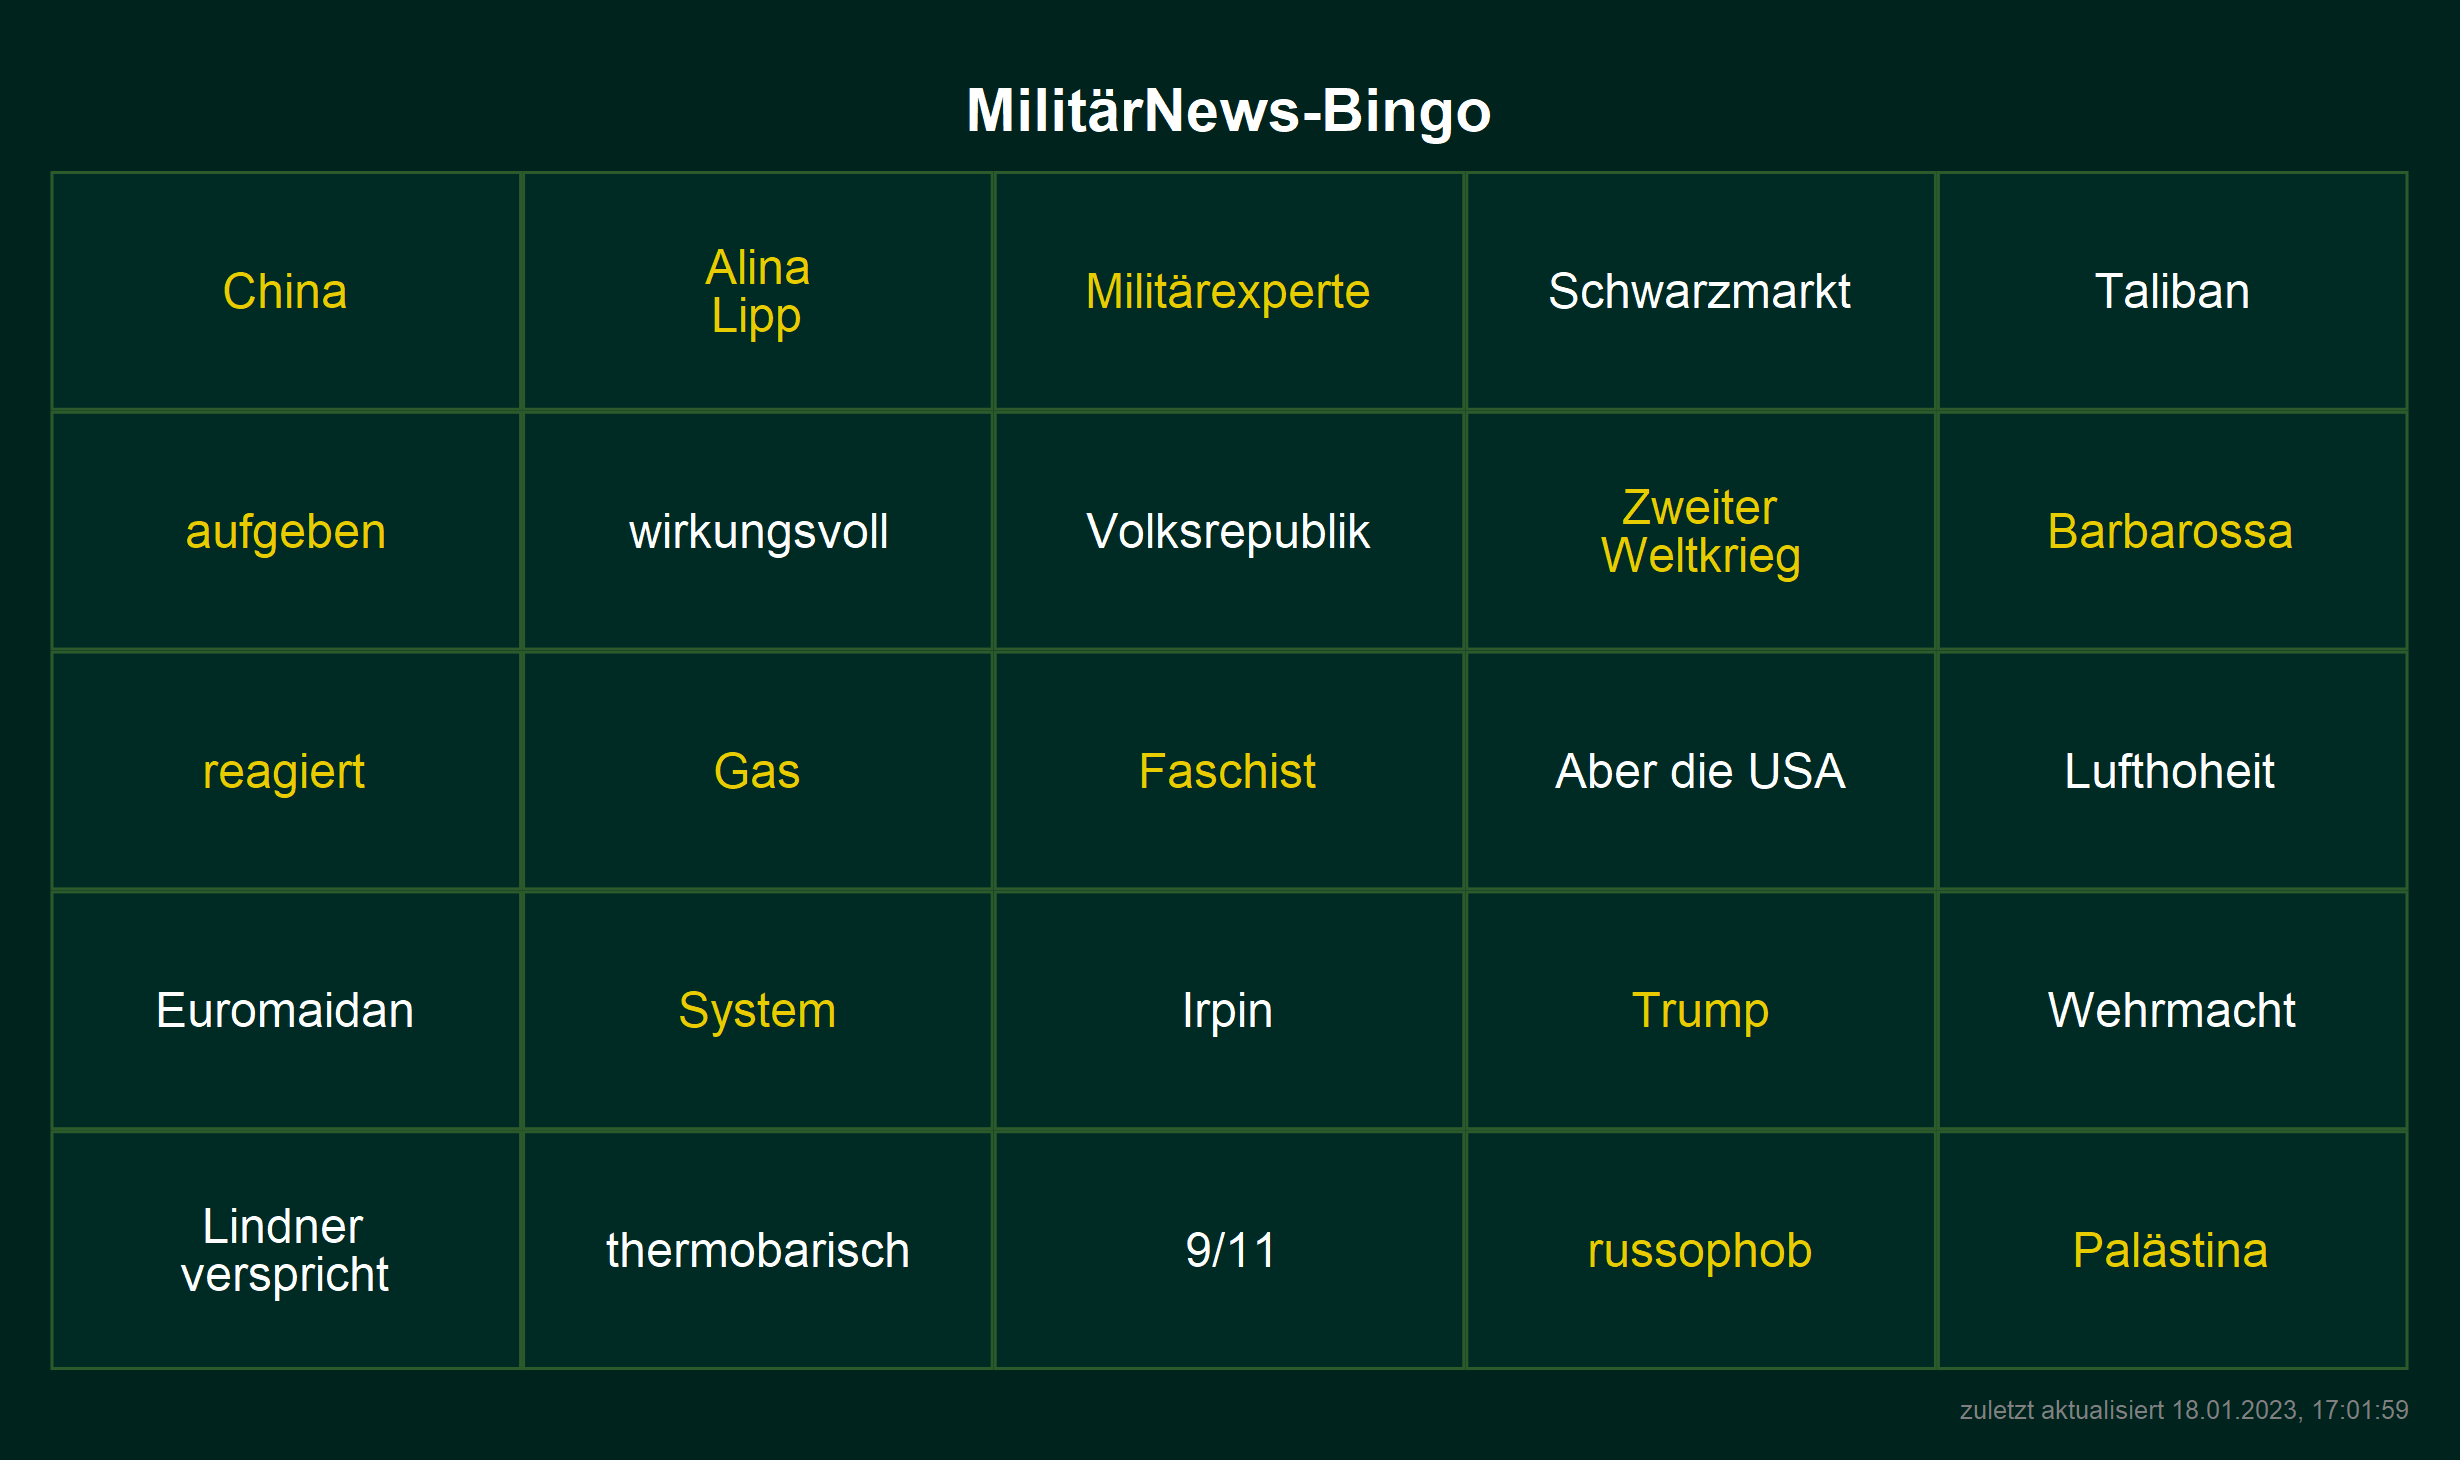 MilitärNews-Bingo
China
Alina
Lipp
Militärexperte
Schwarzmarkt
Taliban
aufgeben
wirkungsvoll
Volksrepublik
Zweiter
Weltkrieg
Barbarossa
reagiert
Gas
Faschist
Aber die USA
Lufthoheit
Euromaidan
System
Irpin
Trump
Wehrmacht
Lindner
verspricht
thermobarisch
9/11
russophob
Palästina
zuletzt aktualisiert 18.01.2023, 17:01:59